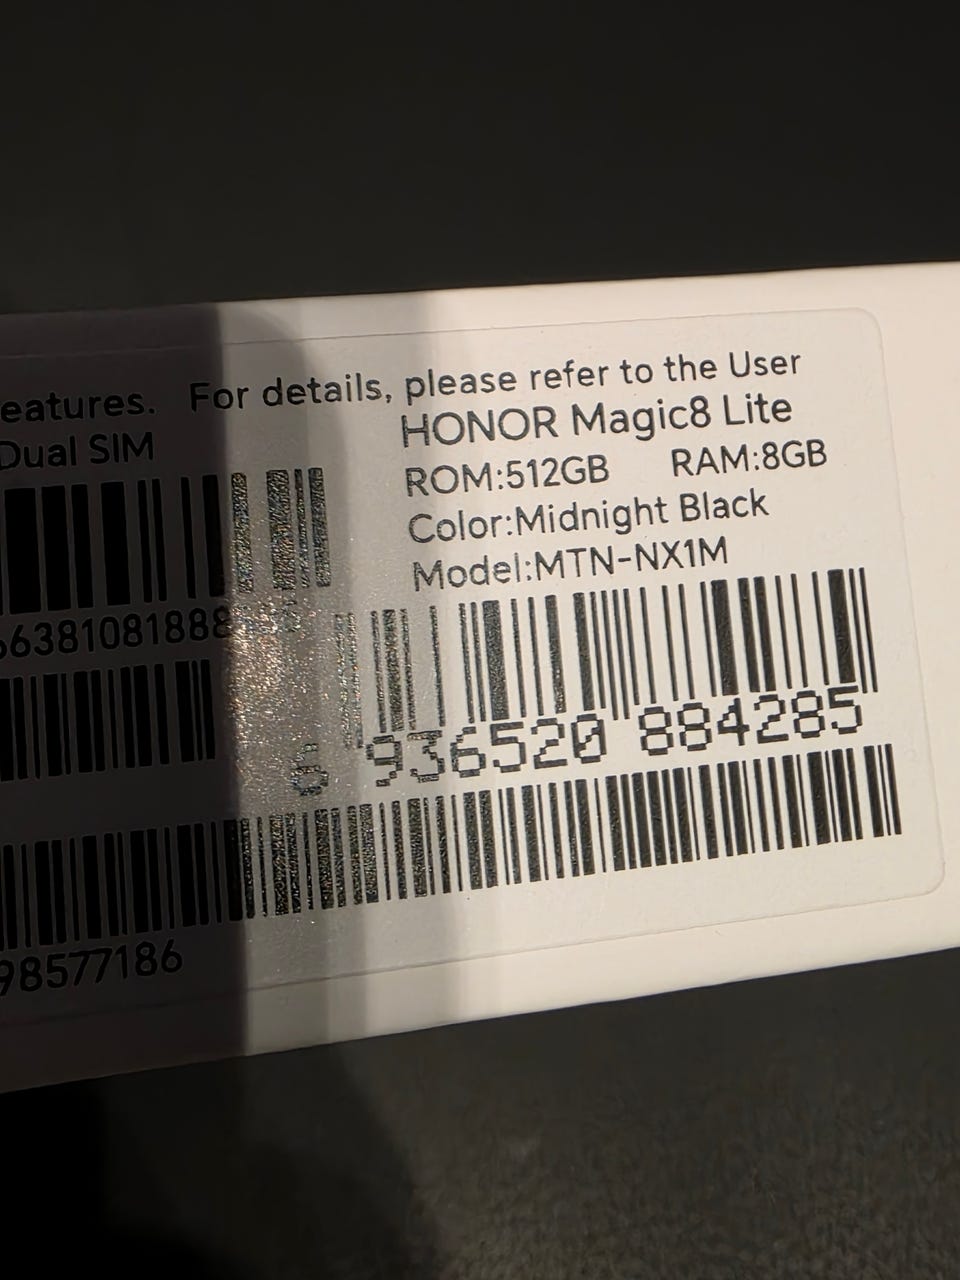 eatures. For details, please refer to the User
Dual SIM
HONOR Magic8 Lite
ROM:512GB RAM:8GB
Color:Midnight Black
Model:MTN-NX1M
6381081888
6 936520 884285
98577186